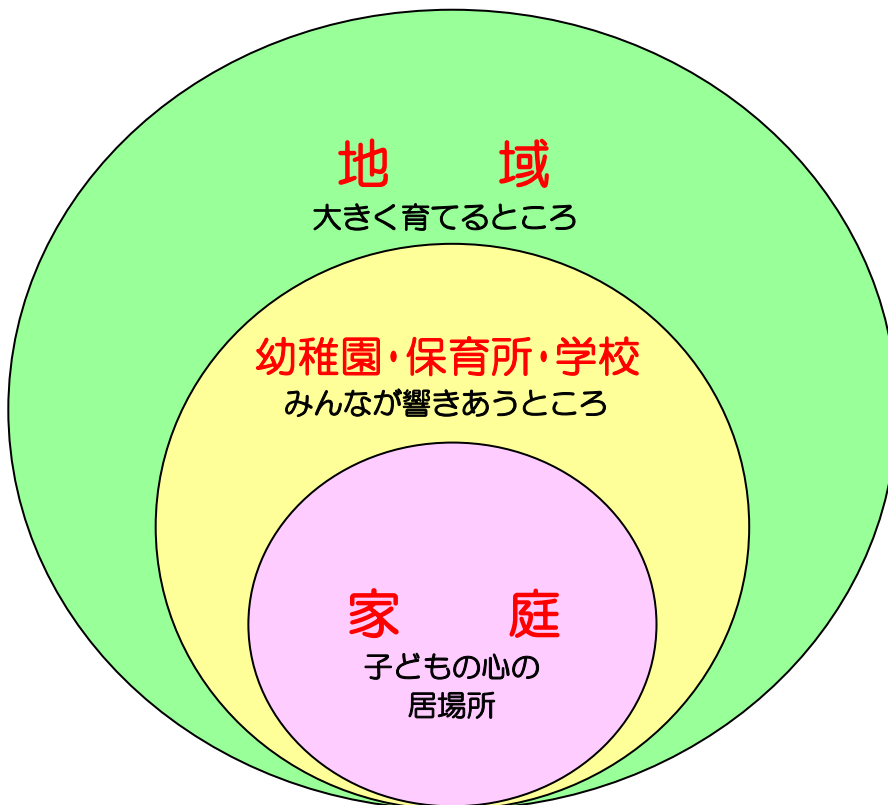 地　　域
大きく育てるところ
幼稚園・保育所・学校
みんなが響きあうところ
家　　庭
子どもの心の
居場所